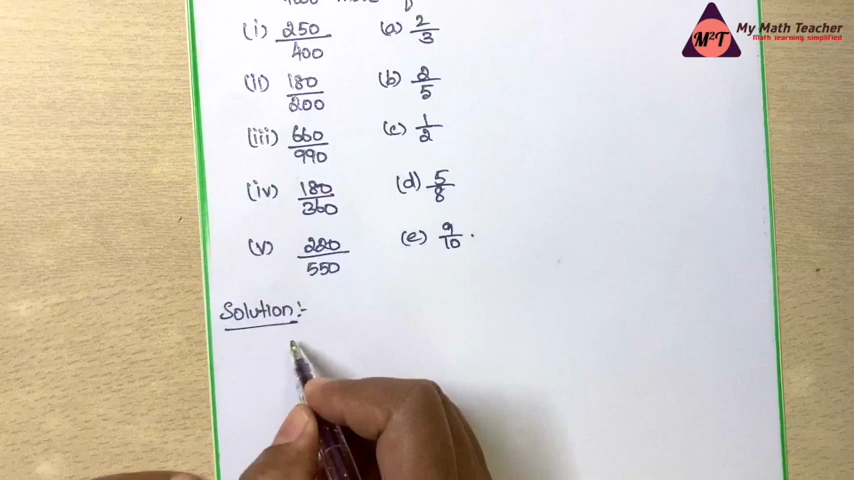 My Math Teacher
M²T
Math learning simplified
(i) 250/400 (a) 2/3
(ii) 180/200 (b) 2/5
(iii) 660/990 (c) 1/2
(iv) 180/360 (d) 5/8
(v) 220/550 (e) 9/10.
Solution:-